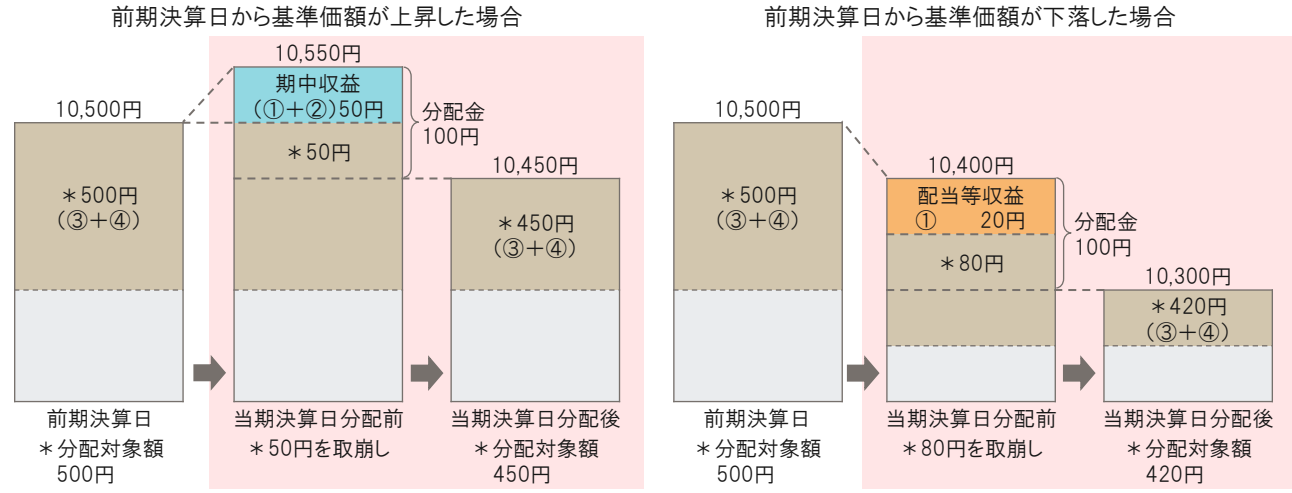 前期決算日から基準価額が上昇した場合
10,500円
＊500円
(③＋④)
前期決算日
＊分配対象額
500円
10,550円
期中収益
(①＋②)50円
＊50円
分配金
100円
当期決算日分配前
＊50円を取崩し
10,450円
＊450円
(③＋④)
当期決算日分配後
＊分配対象額
450円
前期決算日から基準価額が下落した場合
10,500円
＊500円
(③＋④)
前期決算日
＊分配対象額
500円
10,400円
配当等収益
① 20円
＊80円
分配金
100円
当期決算日分配前
＊80円を取崩し
10,300円
＊420円
(③＋④)
当期決算日分配後
＊分配対象額
420円